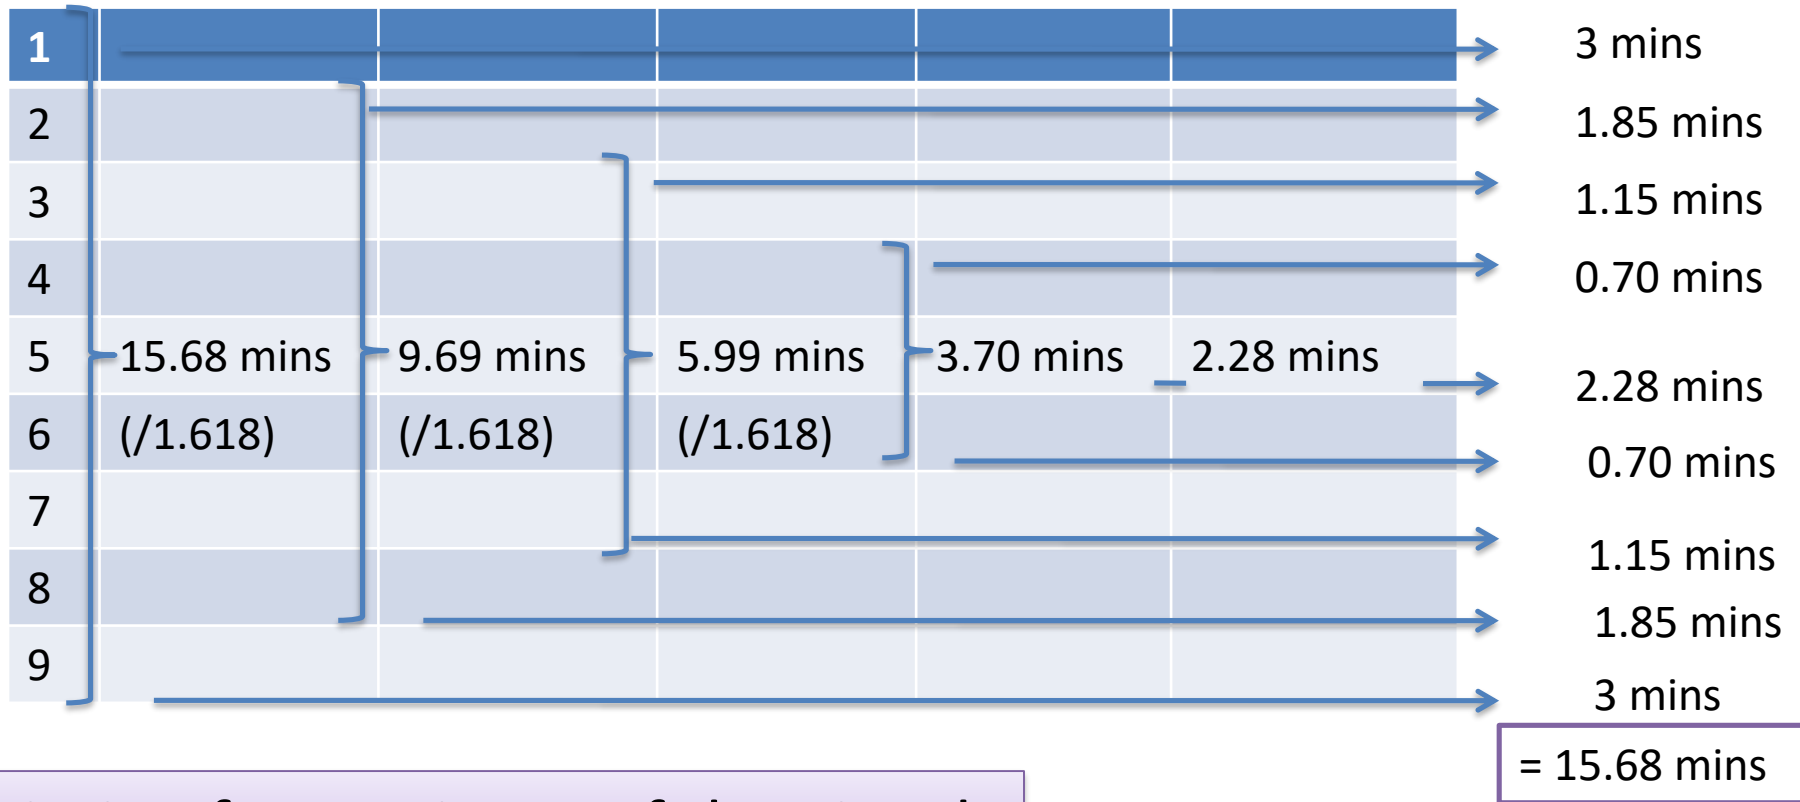 1 3 mins
2 1.85 mins
3 1.15 mins
4 0.70 mins
5 15.68 mins 9.69 mins 5.99 mins 3.70 mins 2.28 mins 2.28 mins
6 (/1.618) (/1.618) (/1.618) 0.70 mins
7 1.15 mins
8 1.85 mins
9 3 mins
= 15.68 mins